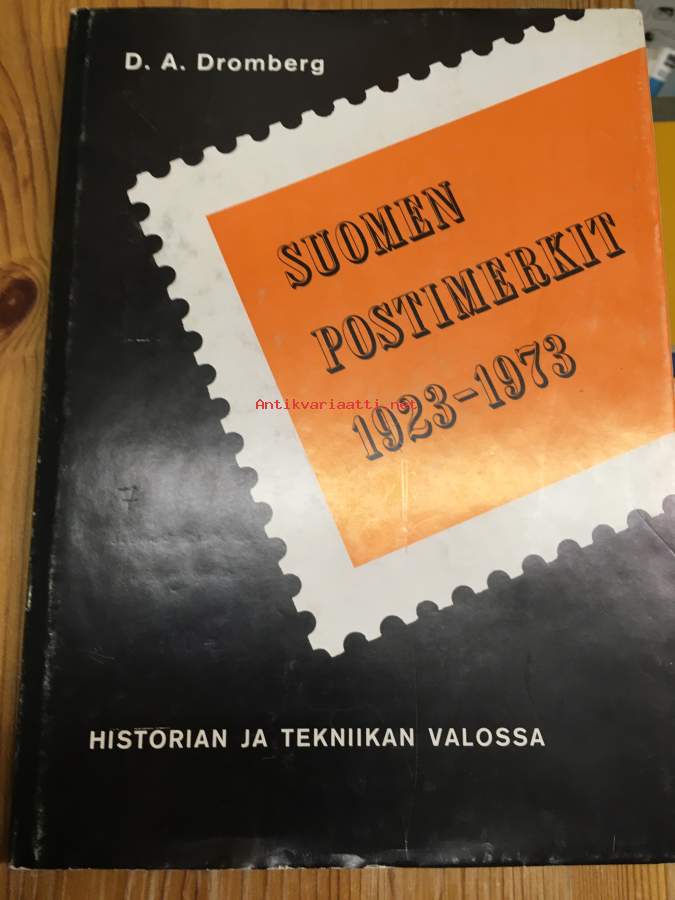 D. A. Dromberg
SUOMEN
POSTIMERKIT
1923-1973
Antikvariaatti.net
HISTORIAN JA TEKNIIKAN VALOSSA